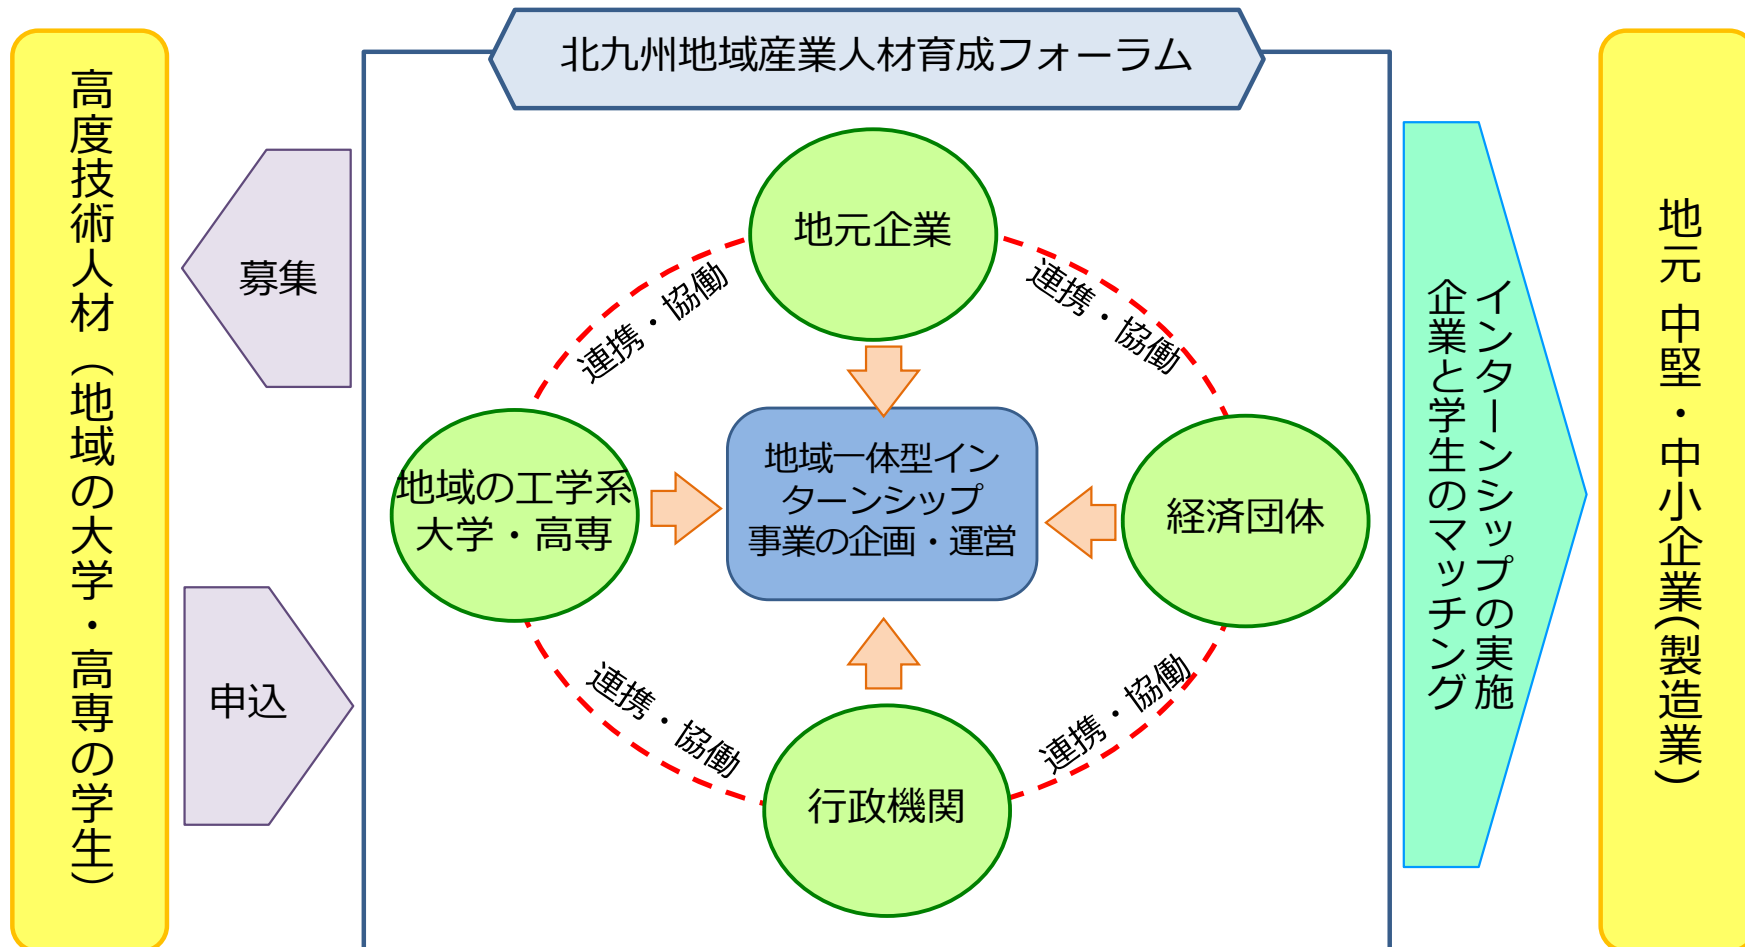 北九州地域産業人材育成フォーラム
高度技術人材（地域の大学・高専の学生）
募集
申込
地元企業
連携・協働
連携・協働
地域の工学系
大学・高専
地域一体型イン
ターンシップ
事業の企画・運営
経済団体
連携・協働
連携・協働
行政機関
インターンシップの実施
企業と学生のマッチング
地元 中堅・中小企業(製造業)